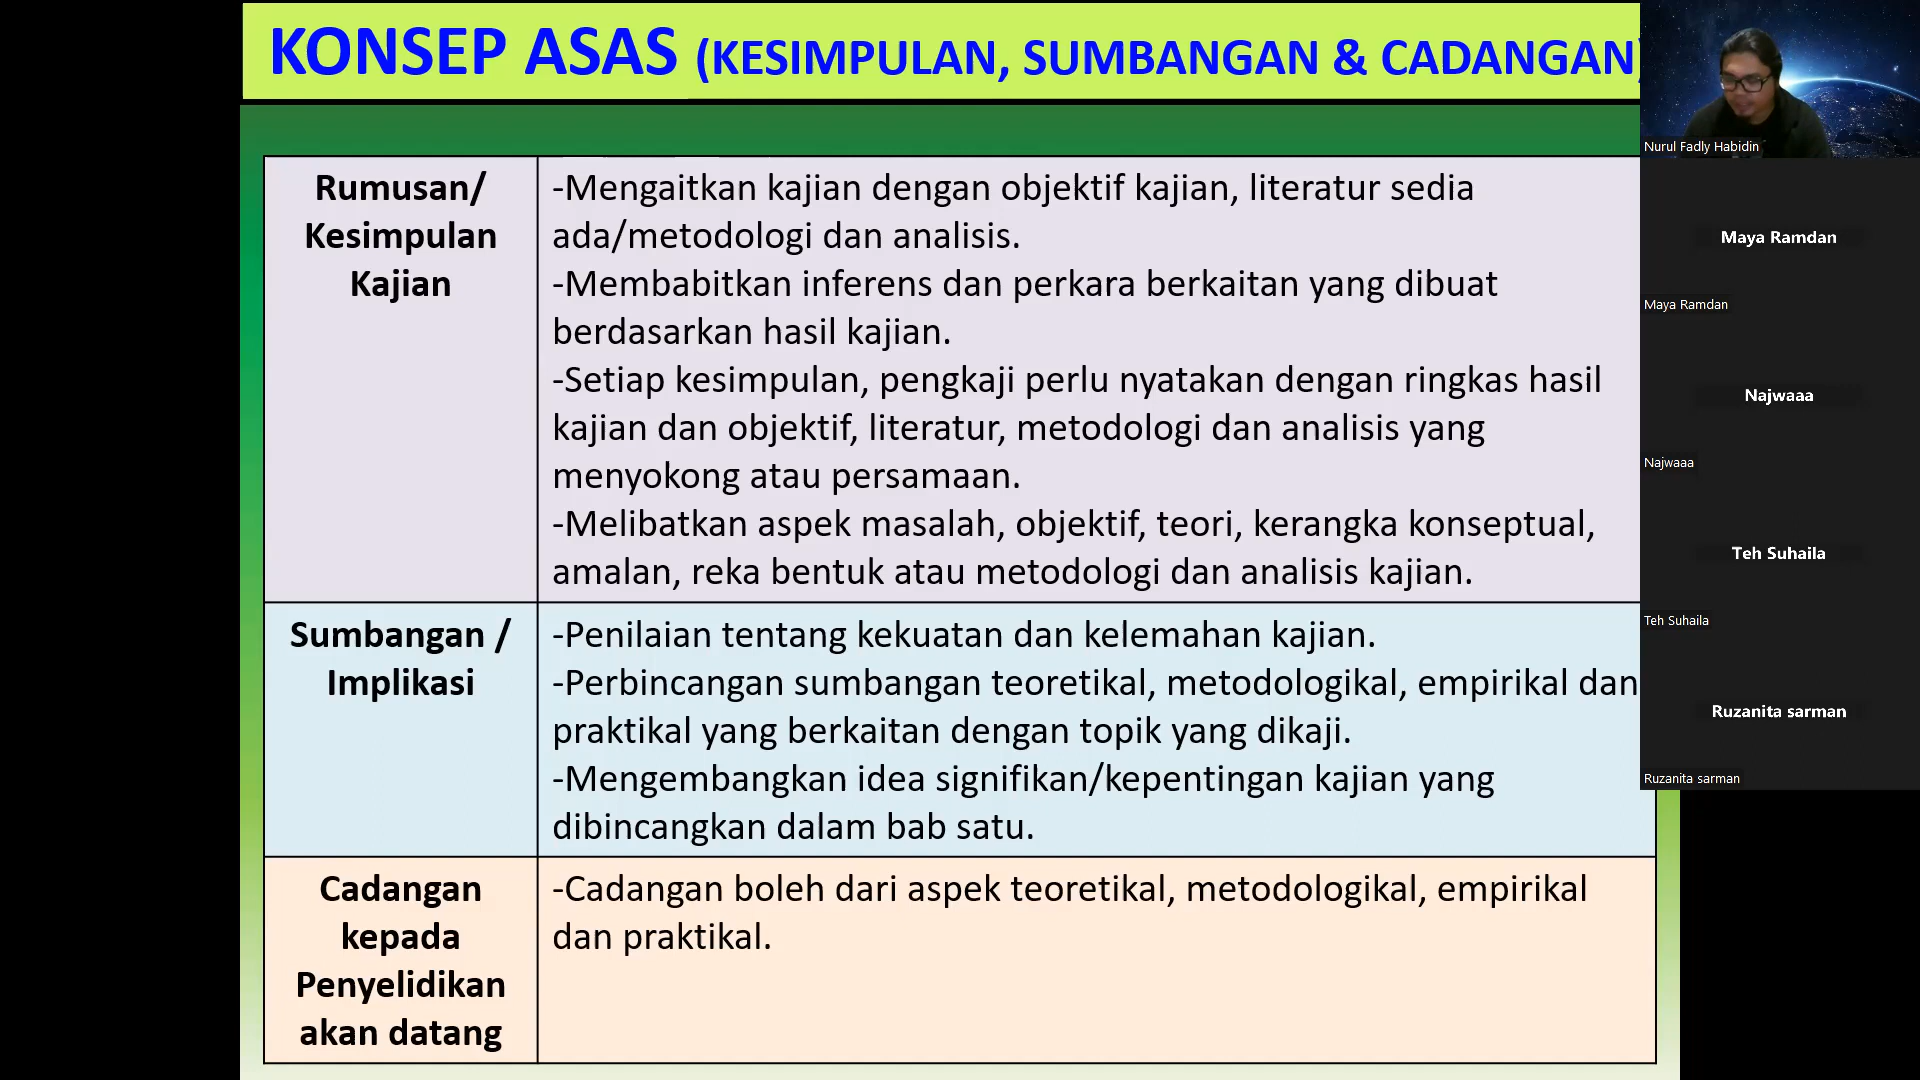 KONSEP ASAS (KESIMPULAN, SUMBANGAN & CADANGAN)
Rumusan/
Kesimpulan
Kajian
-Mengaitkan kajian dengan objektif kajian, literatur sedia
ada/metodologi dan analisis.
-Membabitkan inferens dan perkara berkaitan yang dibuat
berdasarkan hasil kajian.
-Setiap kesimpulan, pengkaji perlu nyatakan dengan ringkas hasil
kajian dan objektif, literatur, metodologi dan analisis yang
menyokong atau persamaan.
-Melibatkan aspek masalah, objektif, teori, kerangka konseptual,
amalan, reka bentuk atau metodologi dan analisis kajian.
Sumbangan /
Implikasi
-Penilaian tentang kekuatan dan kelemahan kajian.
-Perbincangan sumbangan teoretikal, metodologikal, empirikal dan
praktikal yang berkaitan dengan topik yang dikaji.
-Mengembangkan idea signifikan/kepentingan kajian yang
dibincangkan dalam bab satu.
Cadangan
kepada
Penyelidikan
akan datang
-Cadangan boleh dari aspek teoretikal, metodologikal, empirikal
dan praktikal.
Nurul Fadly Habidin
Maya Ramdan
Maya Ramdan
Najwaaa
Najwaaa
Teh Suhaila
Teh Suhaila
Ruzanita sarman
Ruzanita sarman